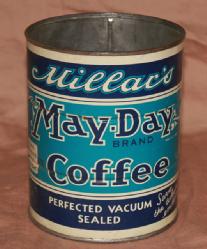 Millar's
May-Day
BRAND
Coffee
PERFECTED VACUUM
SEALED